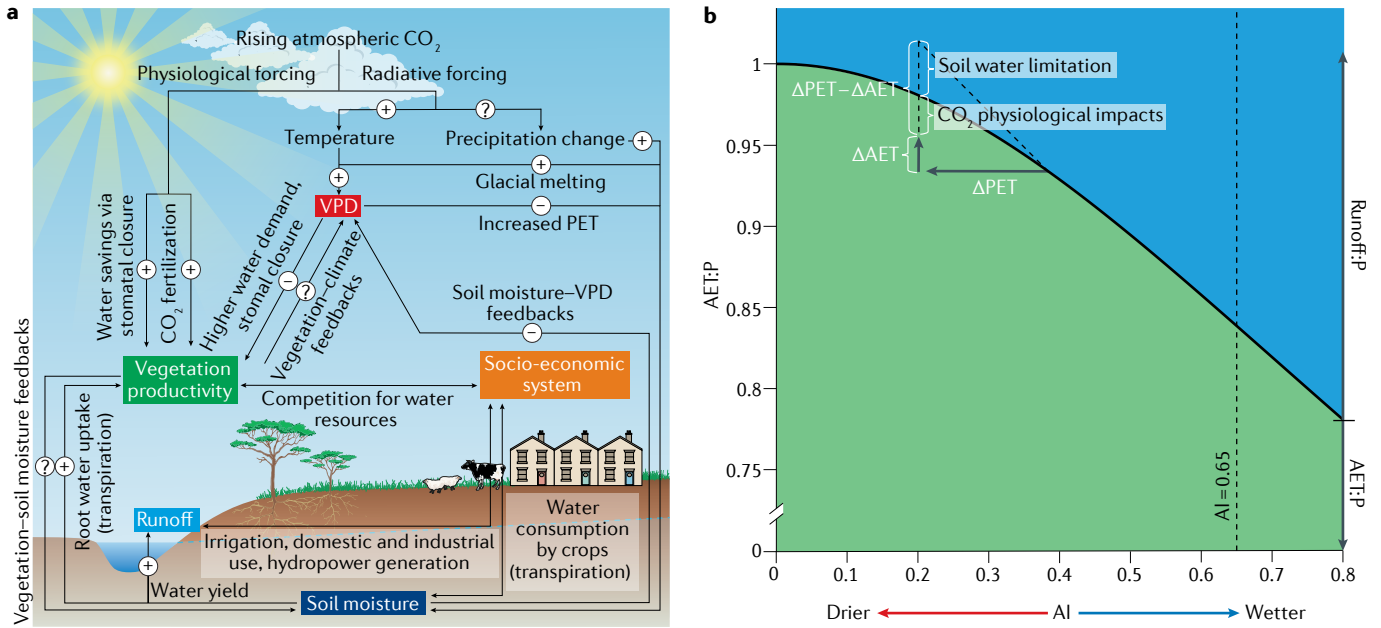 a
Rising atmospheric CO₂
Physiological forcing
Radiative forcing
+
?
Temperature
Precipitation change
+
+
+
Glacial melting
VPD
−
Increased PET
Water savings via
stomatal closure
+
CO₂ fertilization
+
Higher water demand,
stomal closure
−
?
Vegetation–climate
feedbacks
Soil moisture–VPD
feedbacks
−
Vegetation
productivity
Socio-economic
system
Competition for water
resources
Vegetation–soil moisture feedbacks
?
+
Root water uptake
(transpiration)
Runoff
+
Irrigation, domestic and industrial
use, hydropower generation
Water
consumption
by crops
(transpiration)
Water yield
Soil moisture
b
AET:P
1
0.95
0.9
0.85
0.8
0.75
0
Soil water limitation
ΔPET – ΔAET
CO₂ physiological impacts
ΔAET
ΔPET
AI = 0.65
Runoff:P
AET:P
0
0.1
0.2
0.3
0.4
0.5
0.6
0.7
0.8
Drier
AI
Wetter